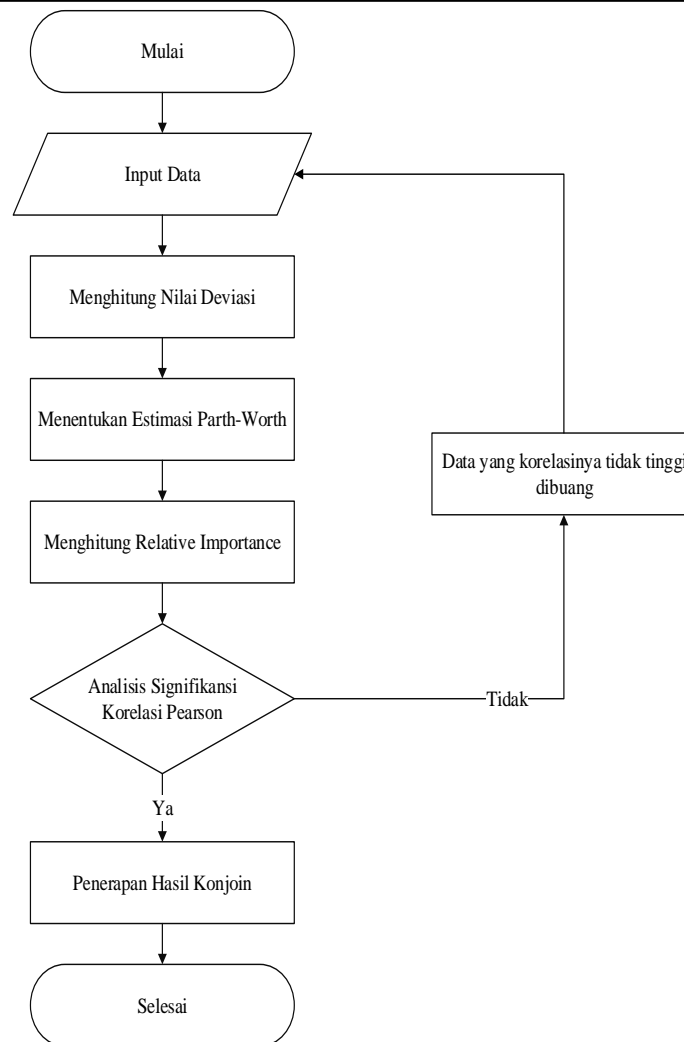 Mulai
Input Data
Menghitung Nilai Deviasi
Menentukan Estimasi Parth-Worth
Menghitung Relative Importance
Analisis Signifikansi
Korelasi Pearson
Tidak
Data yang korelasinya tidak tinggi
dibuang
Ya
Penerapan Hasil Konjoin
Selesai